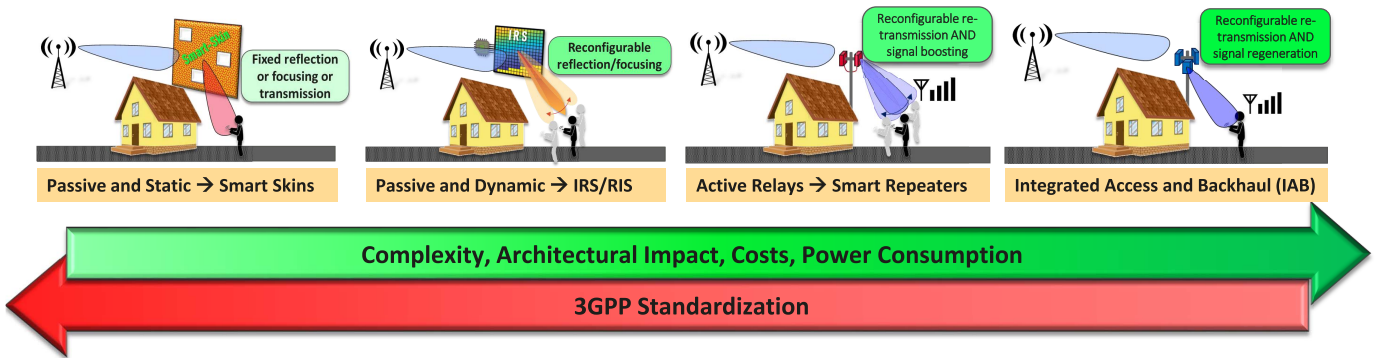 Smart-Skin
Fixed reflection
or focusing or
transmission
Passive and Static → Smart Skins
IRS
Reconfigurable
reflection/focusing
Passive and Dynamic → IRS/RIS
Reconfigurable re-
transmission AND
signal boosting
Active Relays → Smart Repeaters
Reconfigurable re-
transmission AND
signal regeneration
Integrated Access and Backhaul (IAB)
Complexity, Architectural Impact, Costs, Power Consumption
3GPP Standardization